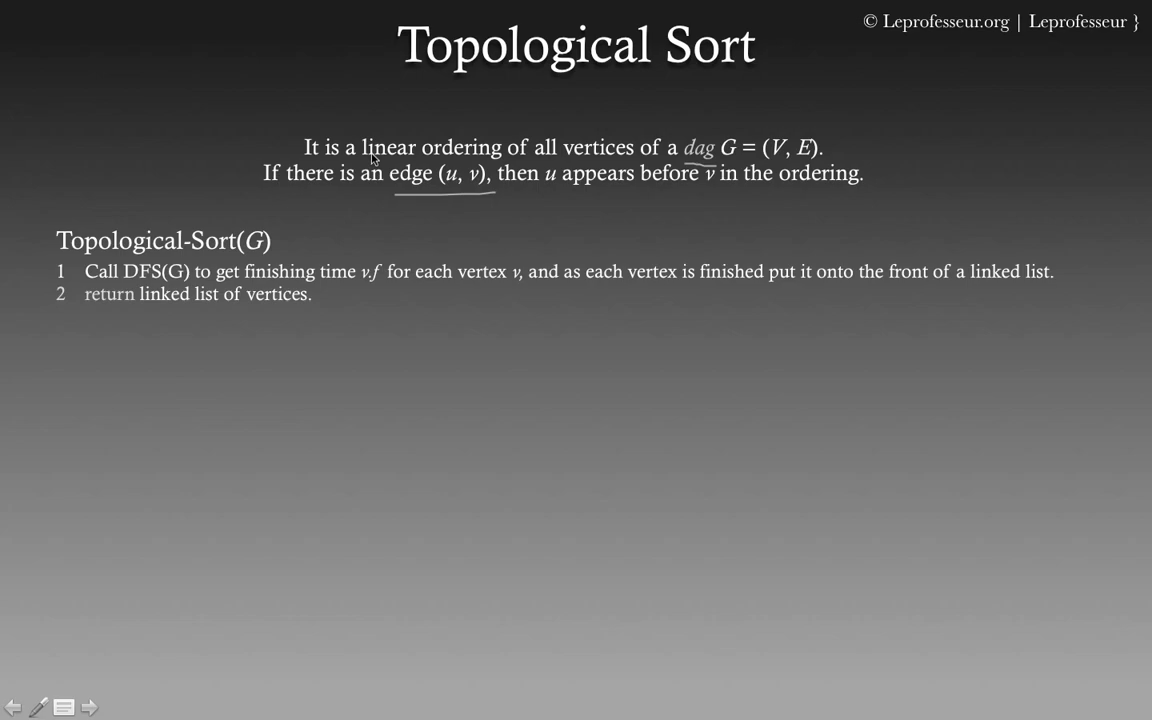 © Leprofesseur.org | Leprofesseur }
Topological Sort
It is a linear ordering of all vertices of a dag G = (V, E).
If there is an edge (u, v), then u appears before v in the ordering.
Topological-Sort(G)
1 Call DFS(G) to get finishing time v.f for each vertex v, and as each vertex is finished put it onto the front of a linked list.
2 return linked list of vertices.